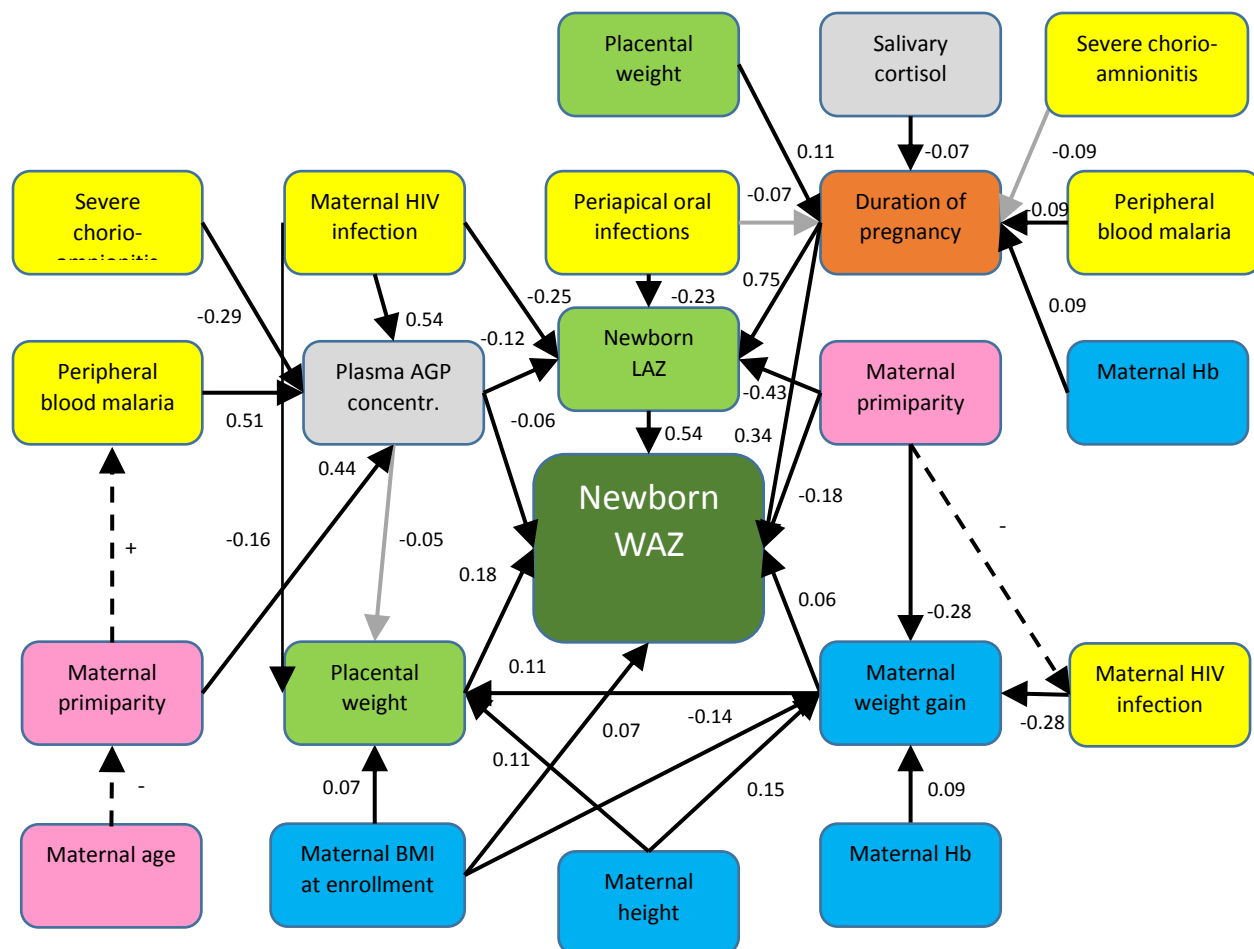 Placental
weight
Salivary
cortisol
Severe chorio-
amnionitis
0.11
-0.07
-0.09
Severe
chorio-
amnionitis
Maternal HIV
infection
Periapical oral
infections
-0.07
Duration of
pregnancy
-0.09
Peripheral
blood malaria
-0.29
0.54
-0.25
-0.23
0.75
0.09
Peripheral
blood malaria
0.51
Plasma AGP
concentr.
-0.12
-0.06
Newborn
LAZ
0.54
-0.43
0.34
Maternal
primiparity
Maternal Hb
+
-0.16
0.44
-0.05
0.18
Newborn
WAZ
-0.18
0.06
-0.28
-
Maternal
primiparity
Placental
weight
0.11
-0.14
0.07
Maternal
weight gain
-0.28
Maternal HIV
infection
-
0.07
0.11
0.15
0.09
Maternal age
Maternal BMI
at enrollment
Maternal
height
Maternal Hb